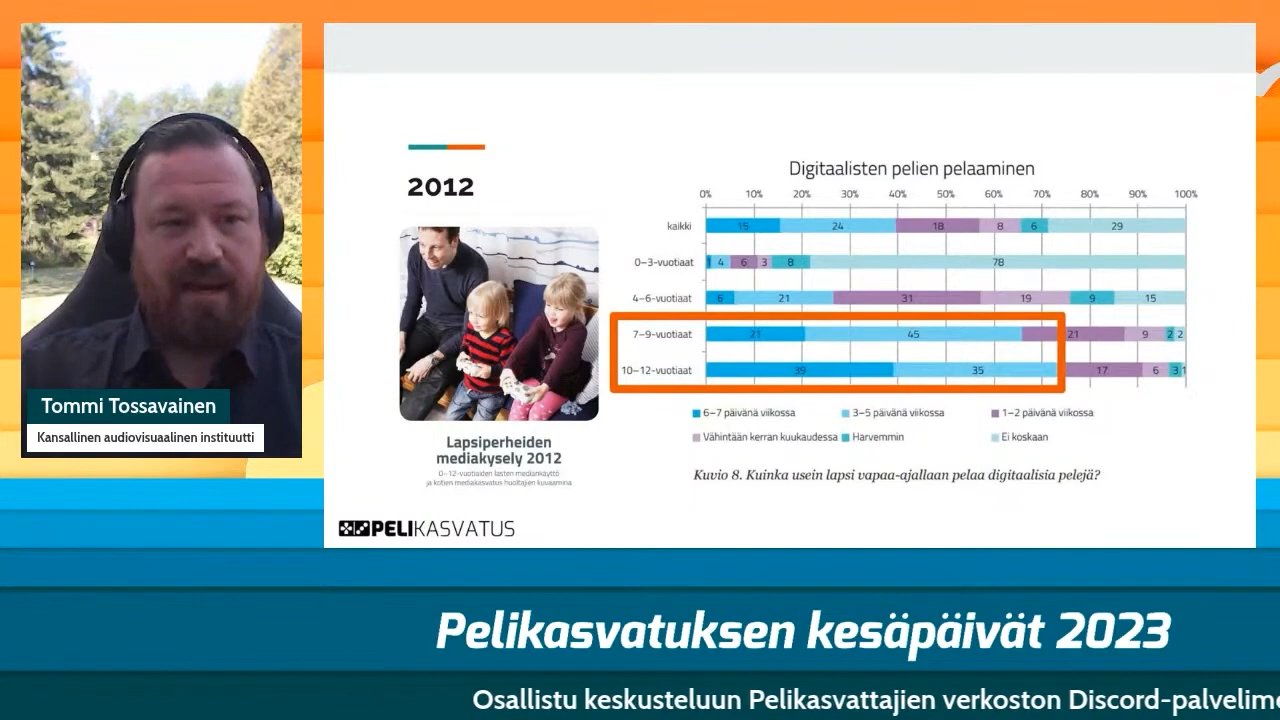 Tommi Tossavainen
Kansallinen audiovisuaalinen instituutti
2012
Lapsiperheiden
mediakysely 2012
0–12-vuotiaiden lasten mediankäyttö
ja kotien mediakasvatus huoltajien kuvaamina
PELIKASVATUS
Digitaalisten pelien pelaaminen
0% 10% 20% 30% 40% 50% 60% 70% 80% 90% 100%
kaikki 15 24 18 8 6 29
0–3-vuotiaat 4 6 3 8 78
4–6-vuotiaat 6 21 31 19 9 15
7–9-vuotiaat 21 45 21 9 2 2
10–12-vuotiaat 39 35 17 6 3 1
6–7 päivänä viikossa 3–5 päivänä viikossa 1–2 päivänä viikossa
Vähintään kerran kuukaudessa Harvemmin Ei koskaan
Kuvio 8. Kuinka usein lapsi vapaa-ajallaan pelaa digitaalisia pelejä?
Pelikasvatuksen kesäpäivät 2023
Osallistu keskusteluun Pelikasvattajien verkoston Discord-palvelime